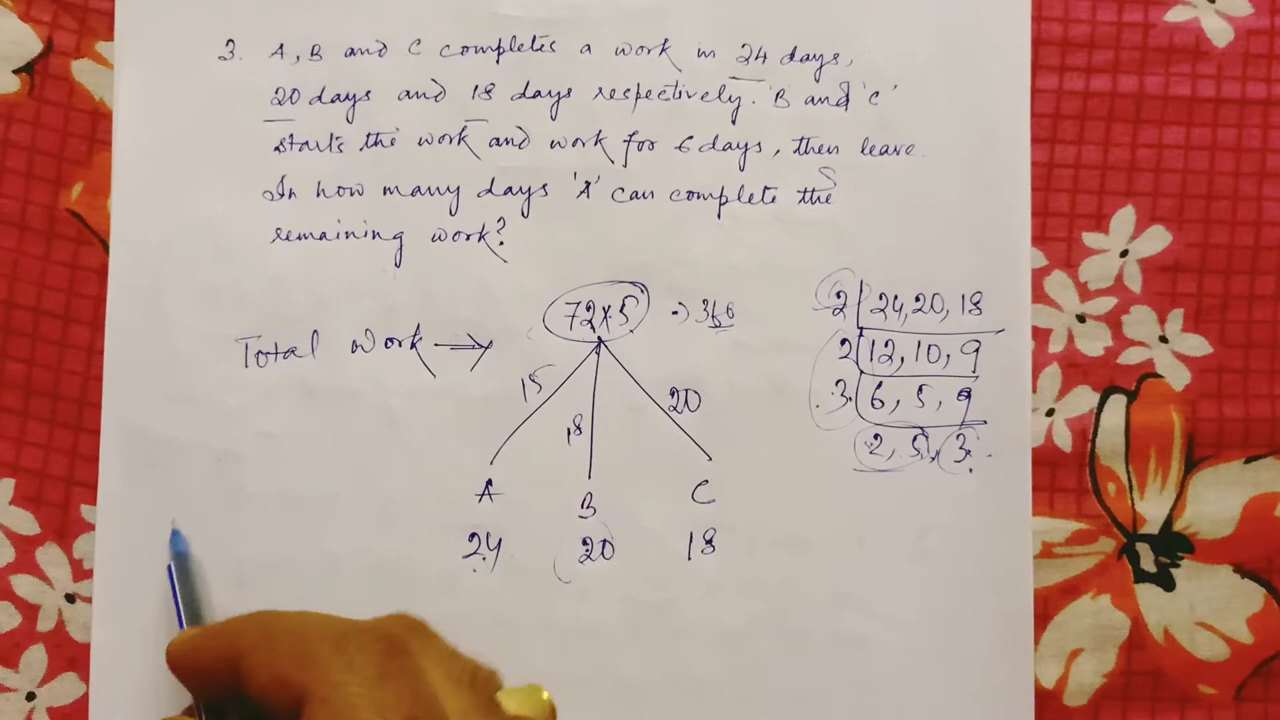 3. A, B and C completes a work in 24 days,
20 days and 18 days respectively. 'B' and 'C'
starts the work and work for 6 days, then leave.
In how many days 'A' can complete the
remaining work?
Total work → 72×5 ⇒ 360
15 18 20
A B C
24 20 18
2 24, 20, 18
2 12, 10, 9
3 6, 5, 9
2, 5, 3